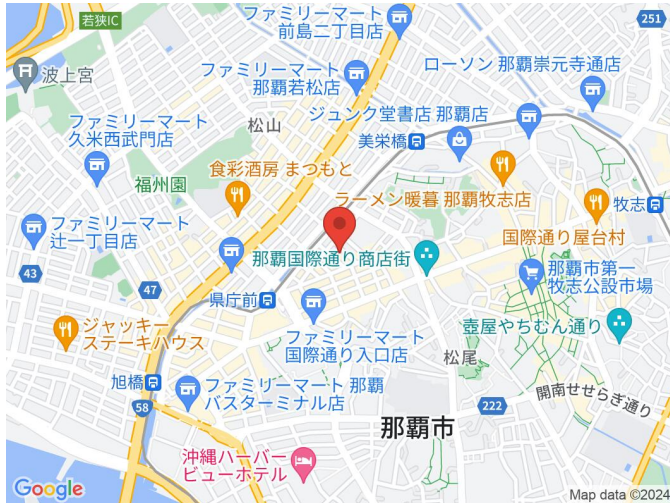 若狭IC
ファミリーマート
前島二丁目店
251
波上宮
ファミリーマート
那覇若松店
ローソン 那覇崇元寺通店
ファミリーマート
久米西武門店
松山
ジュンク堂書店 那覇店
美栄橋
福州園
食彩酒房 まつもと
ラーメン暖暮 那覇牧志店
牧志
ファミリーマート
辻一丁目店
国際通り屋台村
那覇国際通り商店街
43
47
県庁前
那覇市第一
牧志公設市場
ジャッキー
ステーキハウス
ファミリーマート
国際通り入口店
壺屋やちむん通り
松尾
旭橋
58
ファミリーマート 那覇
バスターミナル店
222
開南せせらぎ通り
那覇市
沖縄ハーバー
ビューホテル
Google
Map data ©2024